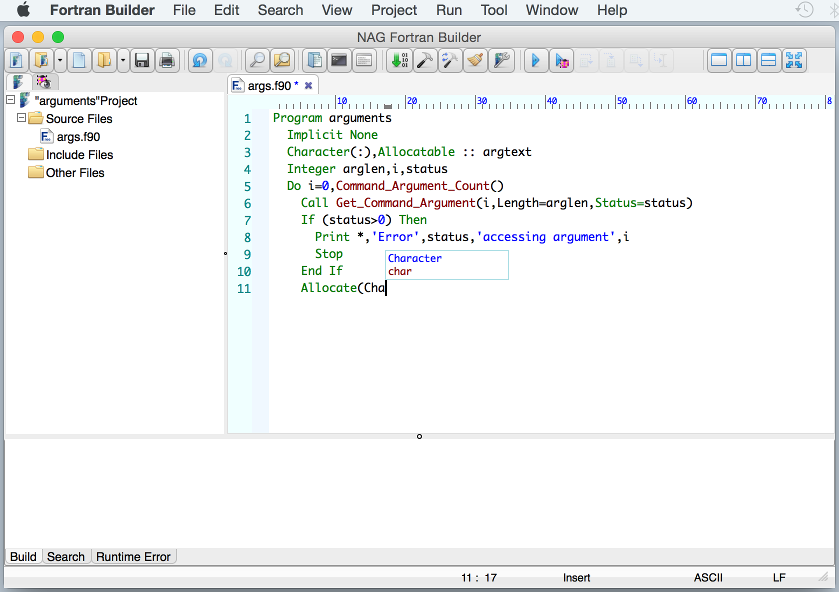 Fortran Builder File Edit Search View Project Run Tool Window Help
NAG Fortran Builder
args.f90 *
"arguments"Project
Source Files
args.f90
Include Files
Other Files
10 20 30 40 50 60 70 8
1 Program arguments
2 Implicit None
3 Character(:),Allocatable :: argtext
4 Integer arglen,i,status
5 Do i=0,Command_Argument_Count()
6 Call Get_Command_Argument(i,Length=arglen,Status=status)
7 If (status>0) Then
8 Print *,'Error',status,'accessing argument',i
9 Stop
10 End If
11 Allocate(Cha
Character
char
Build Search Runtime Error
11 : 17 Insert ASCII LF